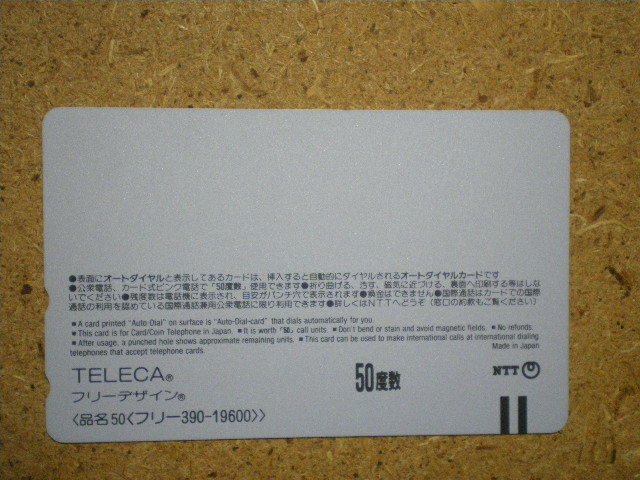 ●表面にオートダイヤルと表示してあるカードは、挿入すると自動的にダイヤルされるオートダイヤルカードです
●公衆電話、カード式ピンク電話で"50度数"使用できます●折り曲げる、汚す、磁気に近づける、裏面へ印刷する等はしな
いでください●残度数は電話機に表示され、目安がパンチ穴で表示されます●換金はできません●国際通話はカードでの国際
通話の利用を認めている国際通話兼用公衆電話に限り利用できます●詳しくはNTTへどうぞ（窓口の約款もご覧ください）
■A card printed "Auto-Dial" on surface is "Auto-Dial-card" that dials automatically for you.
■This card is for Card/Coin Telephone in Japan. ■It is worth "50" call units. ■Don't bend or stain and avoid magnetic fields. ■No refunds.
■After usage, a punched hole shows approximate remaining units. ■This card can be used to make international calls at international dialing
telephones that accept telephone cards. Made in Japan
TELECA® 50度数 NTT
フリーデザイン®
〈品名50〈フリー390-19600〉〉